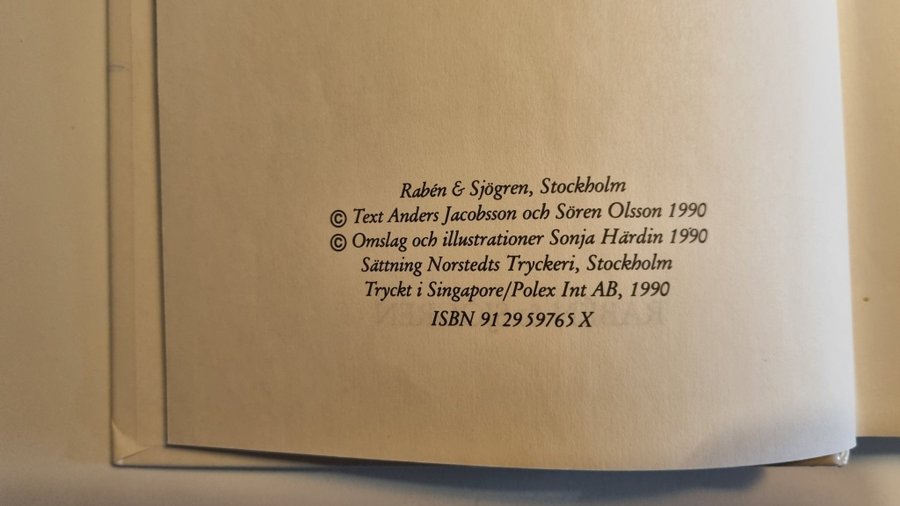 Rabén & Sjögren, Stockholm
© Text Anders Jacobsson och Sören Olsson 1990
© Omslag och illustrationer Sonja Härdin 1990
Sättning Norstedts Tryckeri, Stockholm
Tryckt i Singapore/Polex Int AB, 1990
ISBN 91 29 59765 X